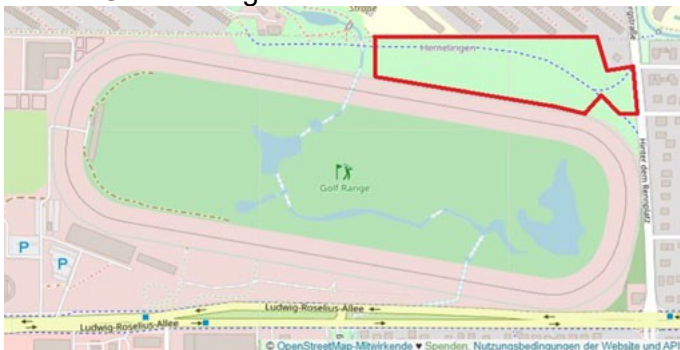 Straße
Hemelingen
Hinter dem Rennplatz
Golf Range
P
P
Ludwig-Roselius-Allee
Ludwig-Roselius-Allee
© OpenStreetMap-Mitwirkende ♥ Spenden. Nutzungsbedingungen der Website und API